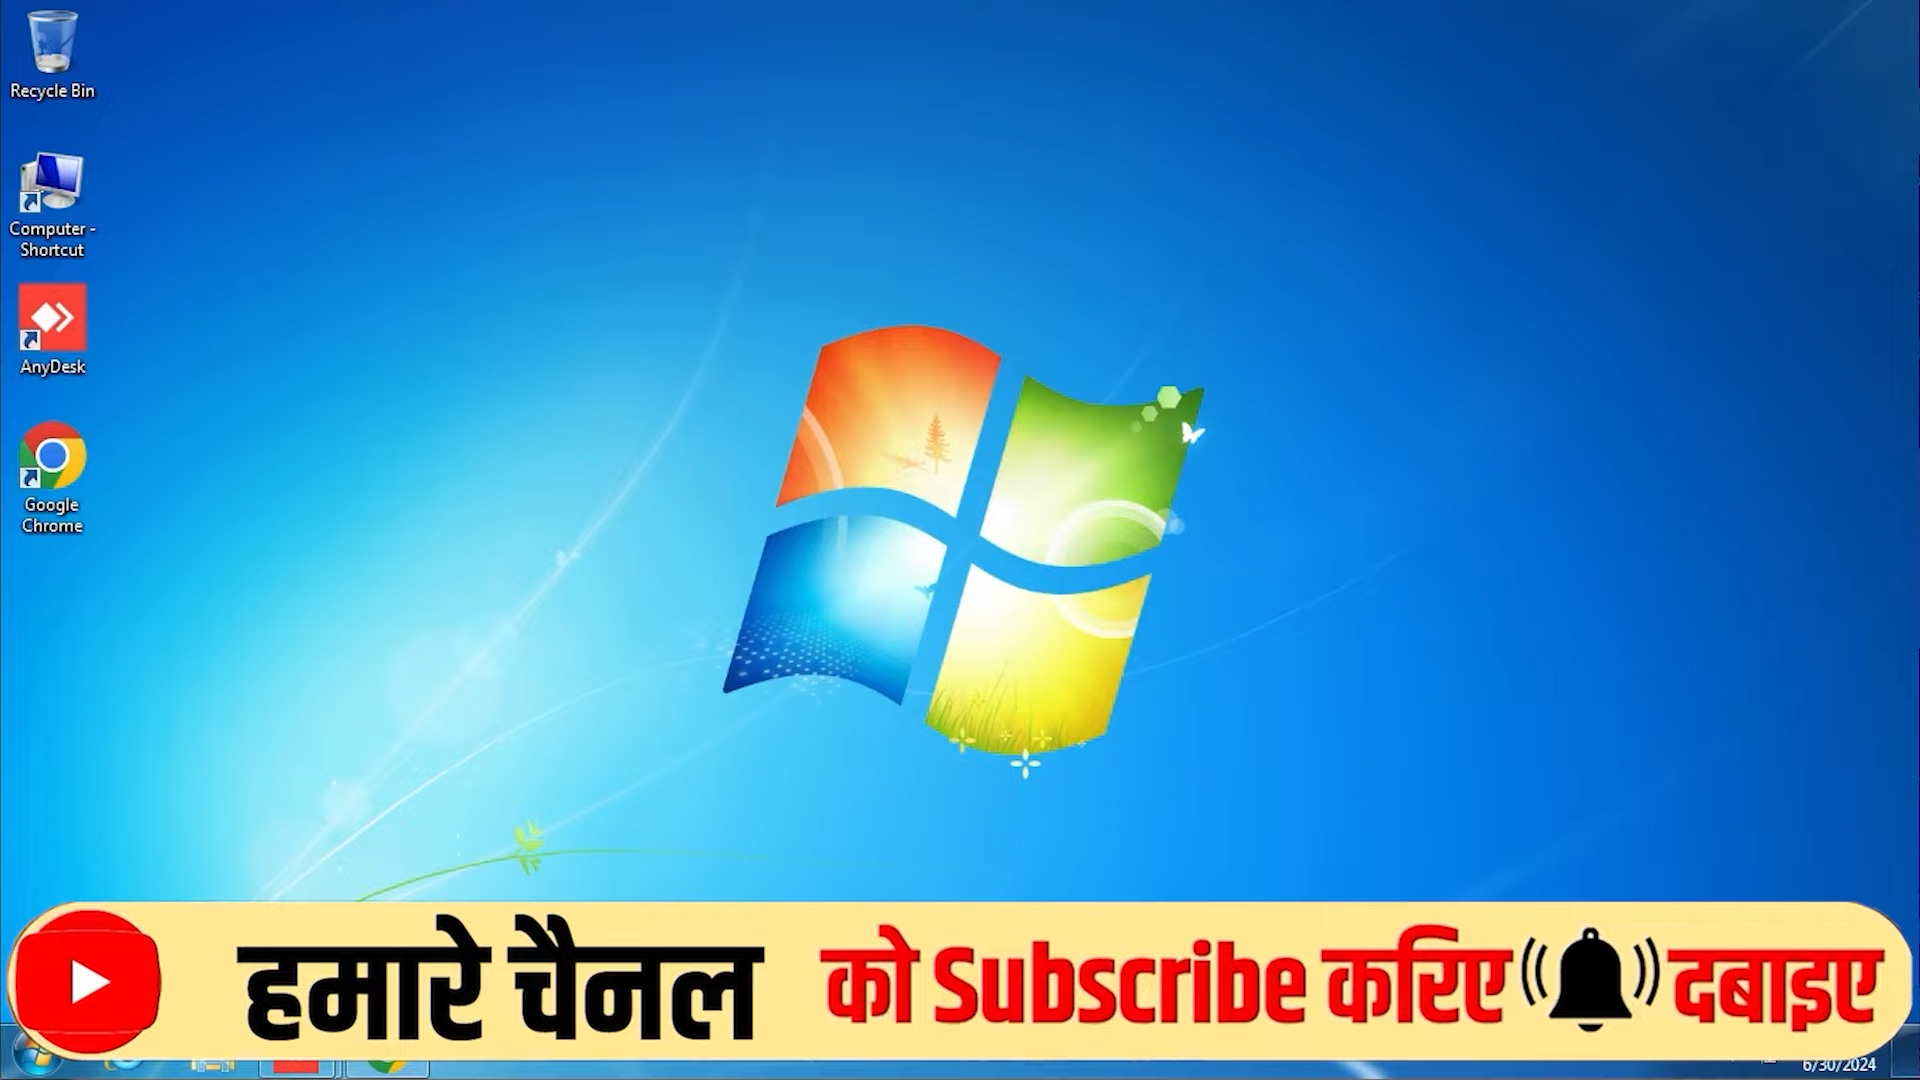 Recycle Bin
Computer -
Shortcut
AnyDesk
Google
Chrome
हमारे चैनल को Subscribe करिए दबाइए
6/30/2024